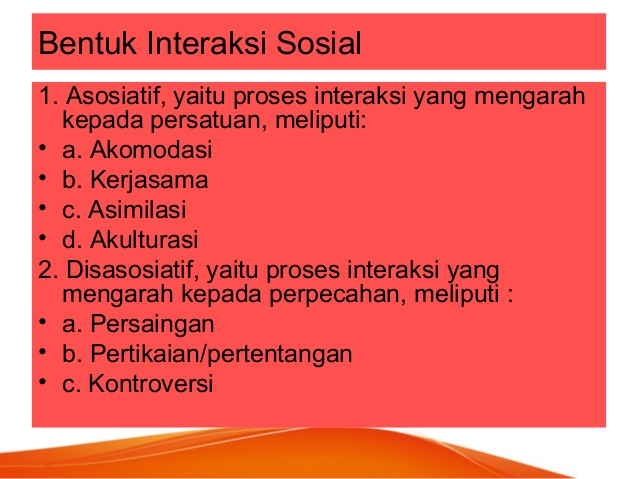 Bentuk Interaksi Sosial
1. Asosiatif, yaitu proses interaksi yang mengarah
kepada persatuan, meliputi:
• a. Akomodasi
• b. Kerjasama
• c. Asimilasi
• d. Akulturasi
2. Disasosiatif, yaitu proses interaksi yang
mengarah kepada perpecahan, meliputi :
• a. Persaingan
• b. Pertikaian/pertentangan
• c. Kontroversi